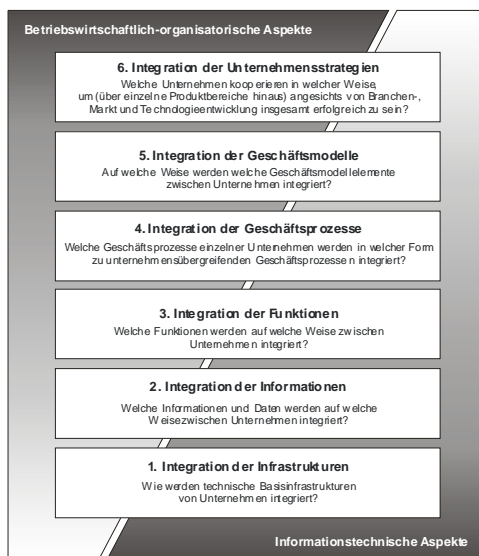 Betriebswirtschaftlich-organisatorische Aspekte
6. Integration der Unternehmensstrategien
Welche Unternehmen kooperieren in welcher Weise,
um (über einzelne Produktbereiche hinaus) angesichts von Branchen-,
Markt und Technologieentwicklung insgesamt erfolgreich zu sein?
5. Integration der Geschäftsmodelle
Auf welche Weise werden welche Geschäftsmodellelemente
zwischen Unternehmen integriert?
4. Integration der Geschäftsprozesse
Welche Geschäftsprozesse einzelner Unternehmen werden in welcher Form
zu unternehmensübergreifenden Geschäftsprozessen integriert?
3. Integration der Funktionen
Welche Funktionen werden auf welche Weise zwischen
Unternehmen integriert?
2. Integration der Informationen
Welche Informationen und Daten werden auf welche
Weise zwischen Unternehmen integriert?
1. Integration der Infrastrukturen
Wie werden technische Basisinfrastrukturen
von Unternehmen integriert?
Informationstechnische Aspekte